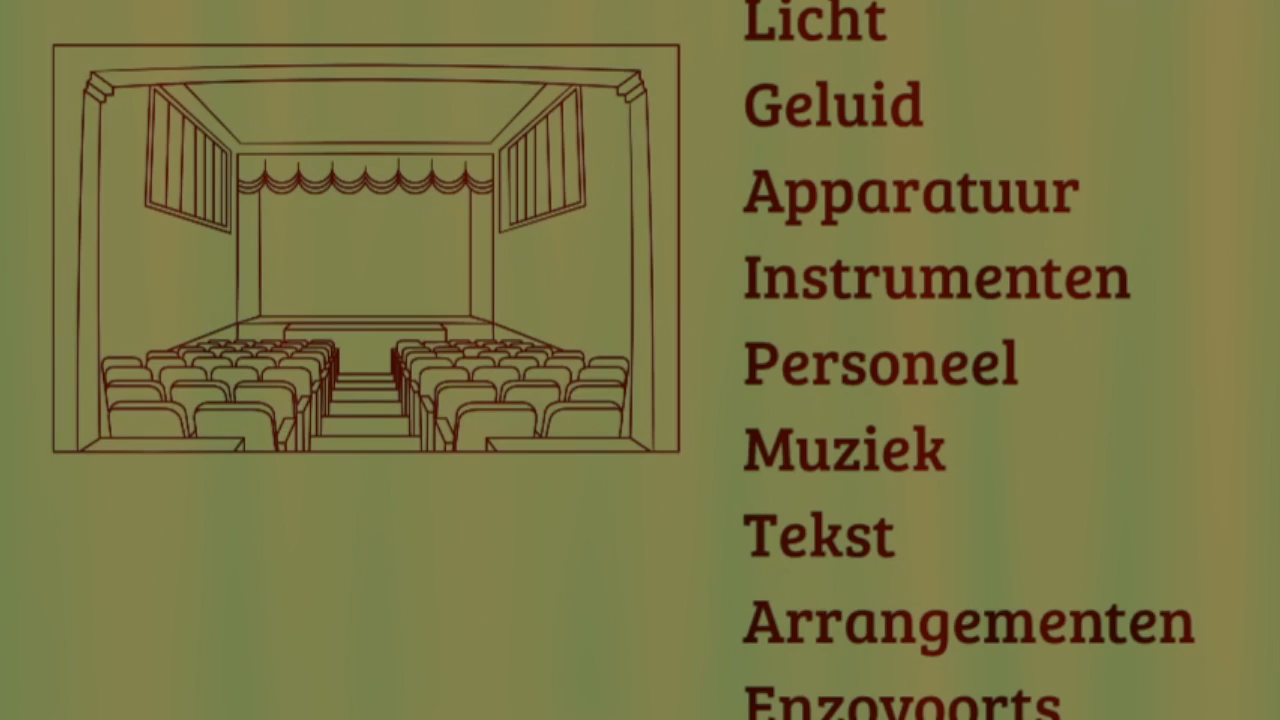 Licht
Geluid
Apparatuur
Instrumenten
Personeel
Muziek
Tekst
Arrangementen
Enzovoorts